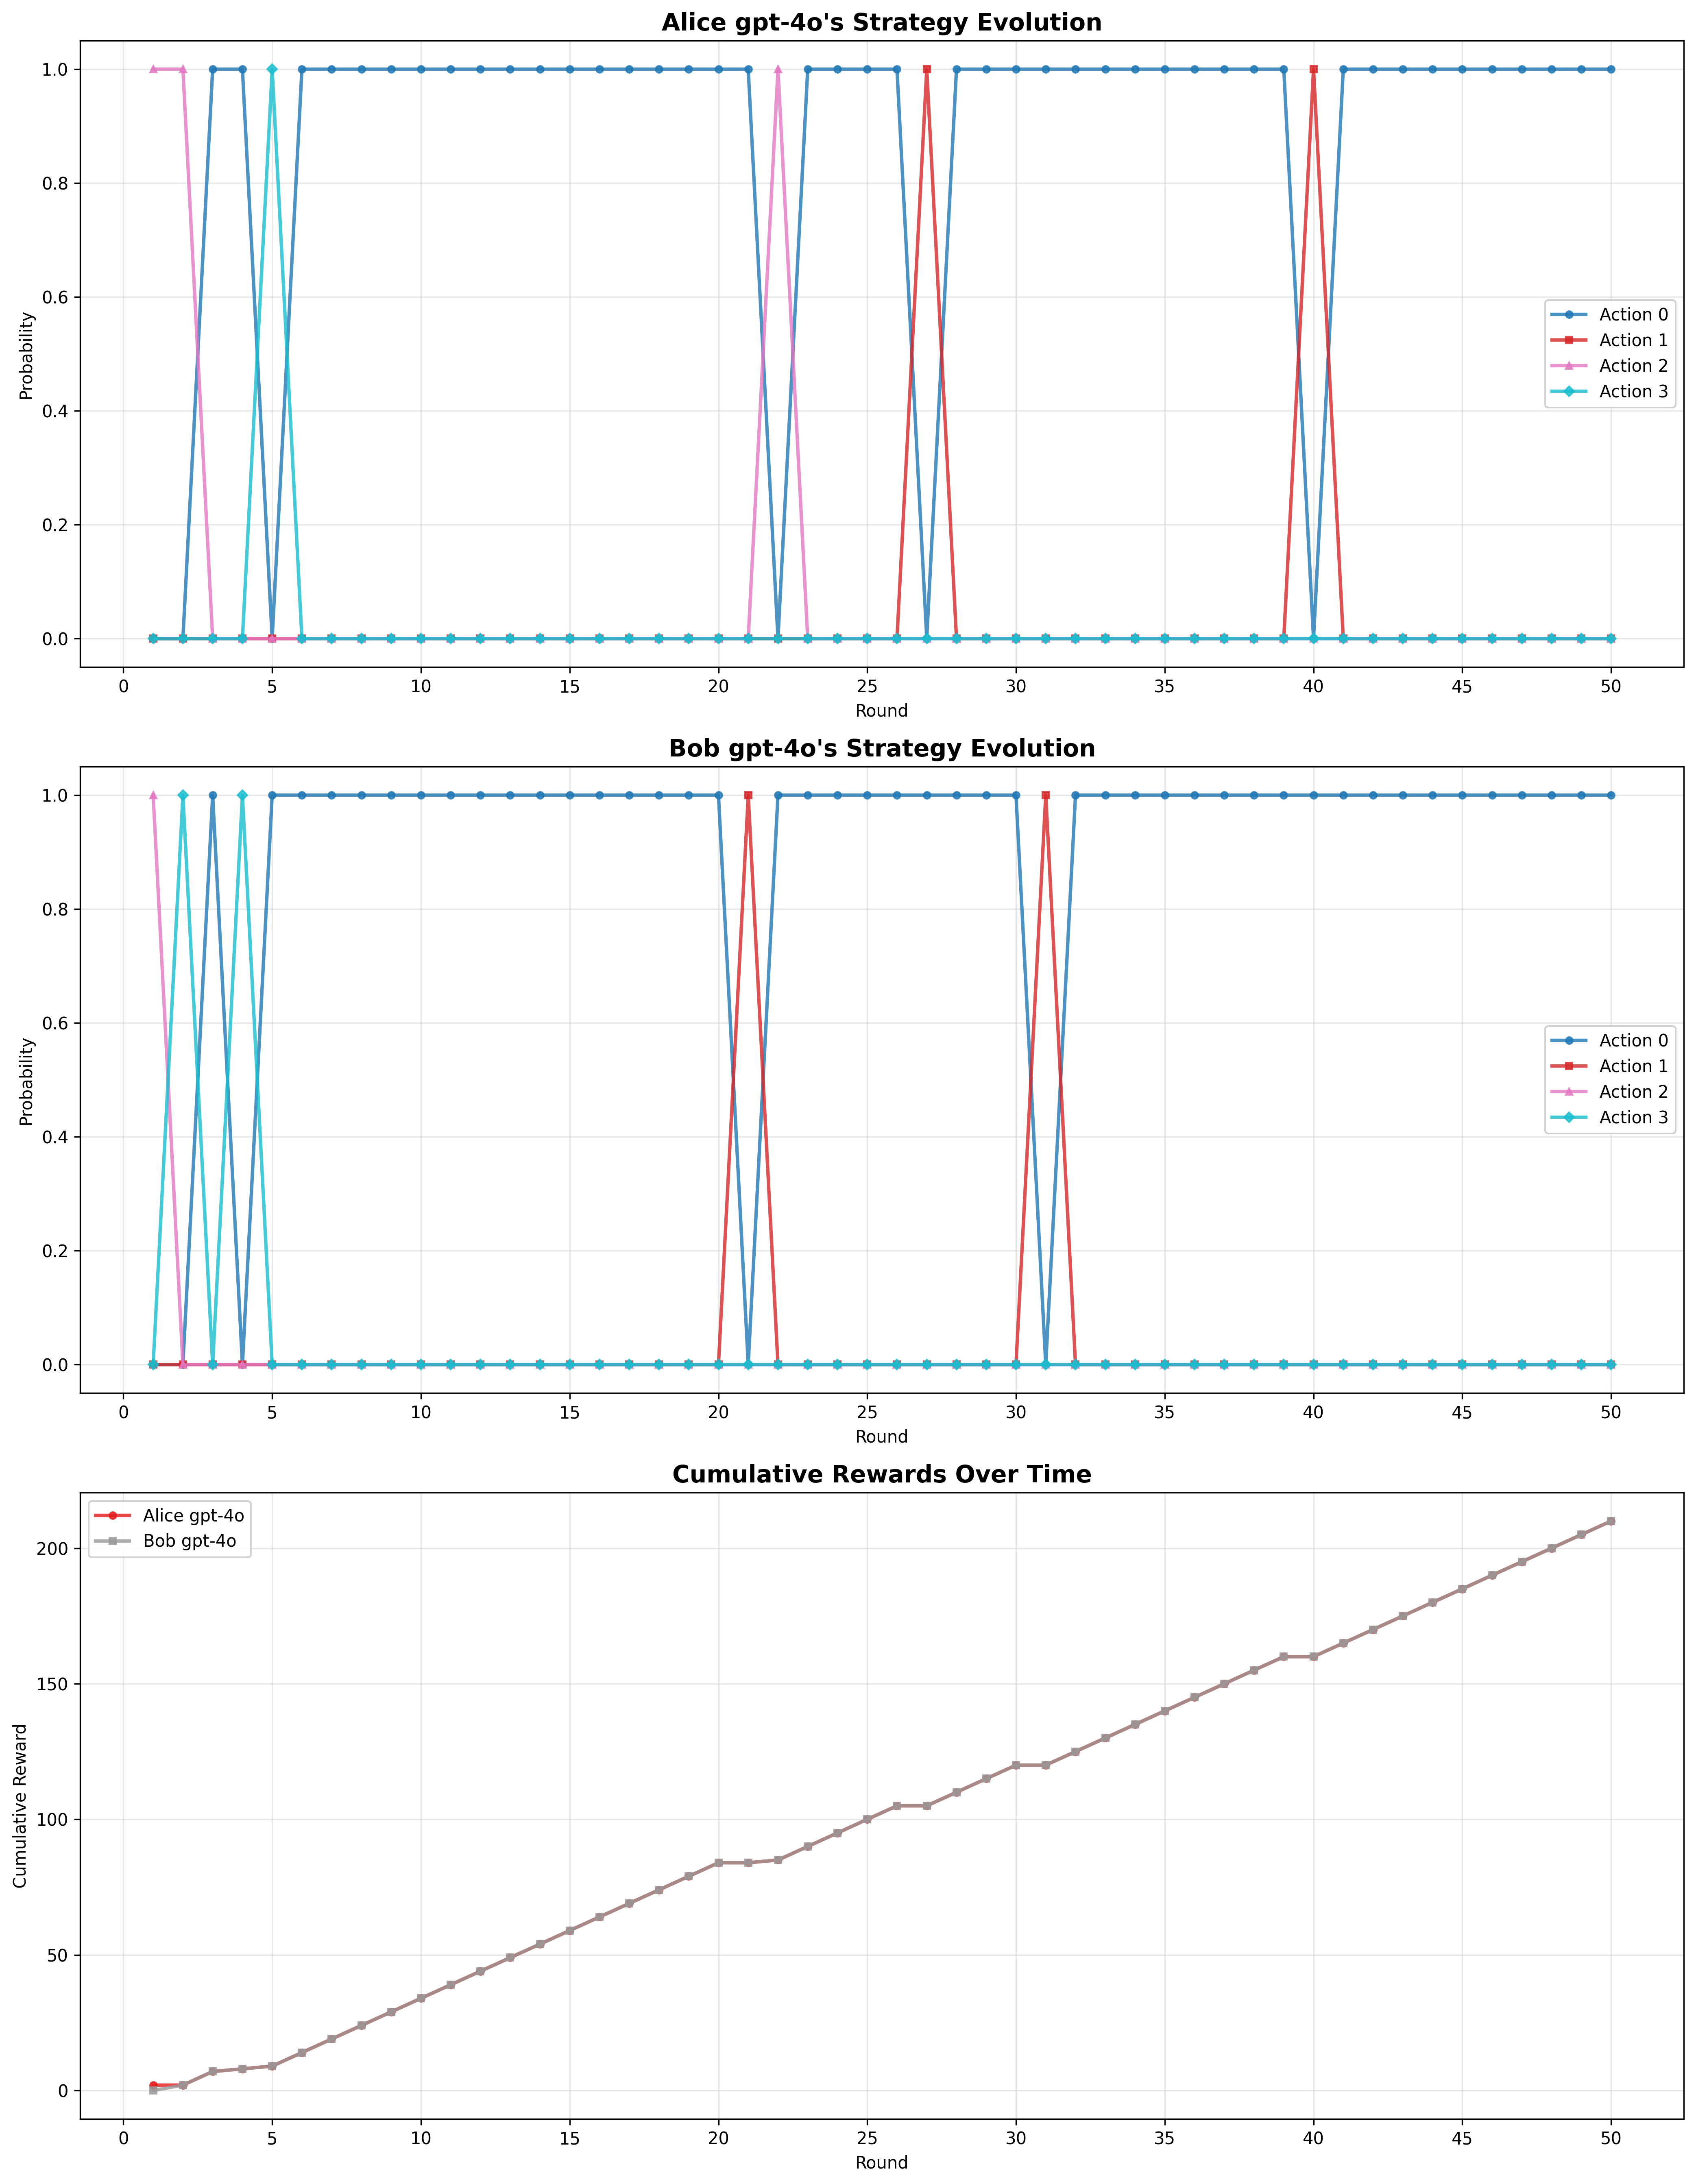 Alice gpt-4o's Strategy Evolution
1.0
0.8
0.6
0.4
0.2
0.0
Probability
Action 0
Action 1
Action 2
Action 3
0 5 10 15 20 25 30 35 40 45 50
Round
Bob gpt-4o's Strategy Evolution
1.0
0.8
0.6
0.4
0.2
0.0
Probability
Action 0
Action 1
Action 2
Action 3
0 5 10 15 20 25 30 35 40 45 50
Round
Cumulative Rewards Over Time
Alice gpt-4o
Bob gpt-4o
200
150
100
50
0
Cumulative Reward
0 5 10 15 20 25 30 35 40 45 50
Round